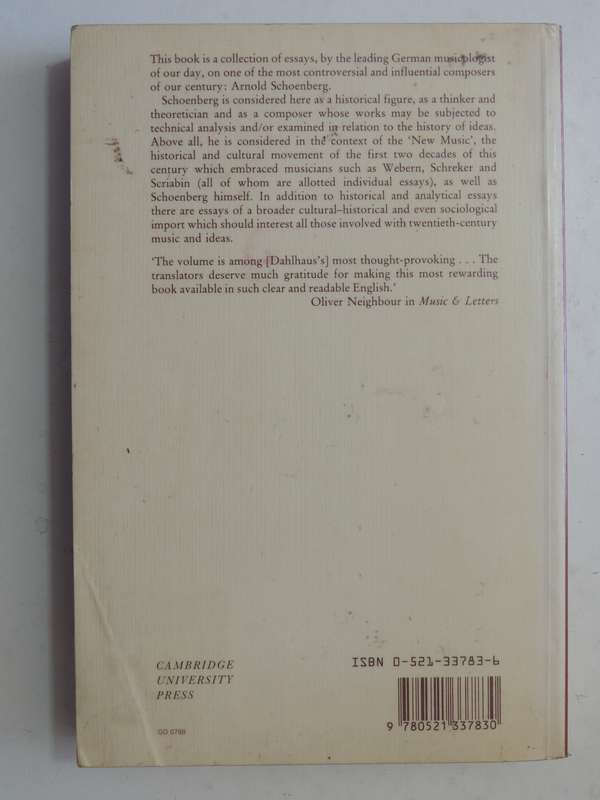 This book is a collection of essays, by the leading German musicologist
of our day, on one of the most controversial and influential composers
of our century: Arnold Schoenberg.
Schoenberg is considered here as a historical figure, as a thinker and
theoretician and as a composer whose works may be subjected to
technical analysis and/or examined in relation to the history of ideas.
Above all, he is considered in the context of the 'New Music', the
historical and cultural movement of the first two decades of this
century which embraced musicians such as Webern, Schreker and
Scriabin (all of whom are allotted individual essays), as well as
Schoenberg himself. In addition to historical and analytical essays
there are essays of a broader cultural–historical and even sociological
import which should interest all those involved with twentieth-century
music and ideas.
'The volume is among [Dahlhaus's] most thought-provoking . . . The
translators deserve much gratitude for making this most rewarding
book available in such clear and readable English.'
Oliver Neighbour in Music & Letters
CAMBRIDGE
UNIVERSITY
PRESS
ISBN 0-521-33783-6
9 780521 337830